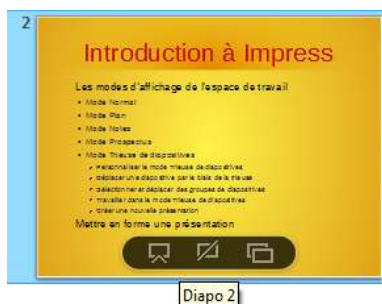 2
Introduction à Impress
Les modes d'affichage de l'espace de travail
Mode Normal
Mode Plan
Mode Notes
Mode Prospectus
Mode Trieuse de diapositives
Personnaliser le mode trieuse de diapositives
Déplacer une diapositive par le biais de la trieuse
Sélectionner et déplacer des groupes de diapositives
Travailler dans le mode trieuse de diapositives
Créer une nouvelle présentation
Mettre en forme une présentation
Diapo 2